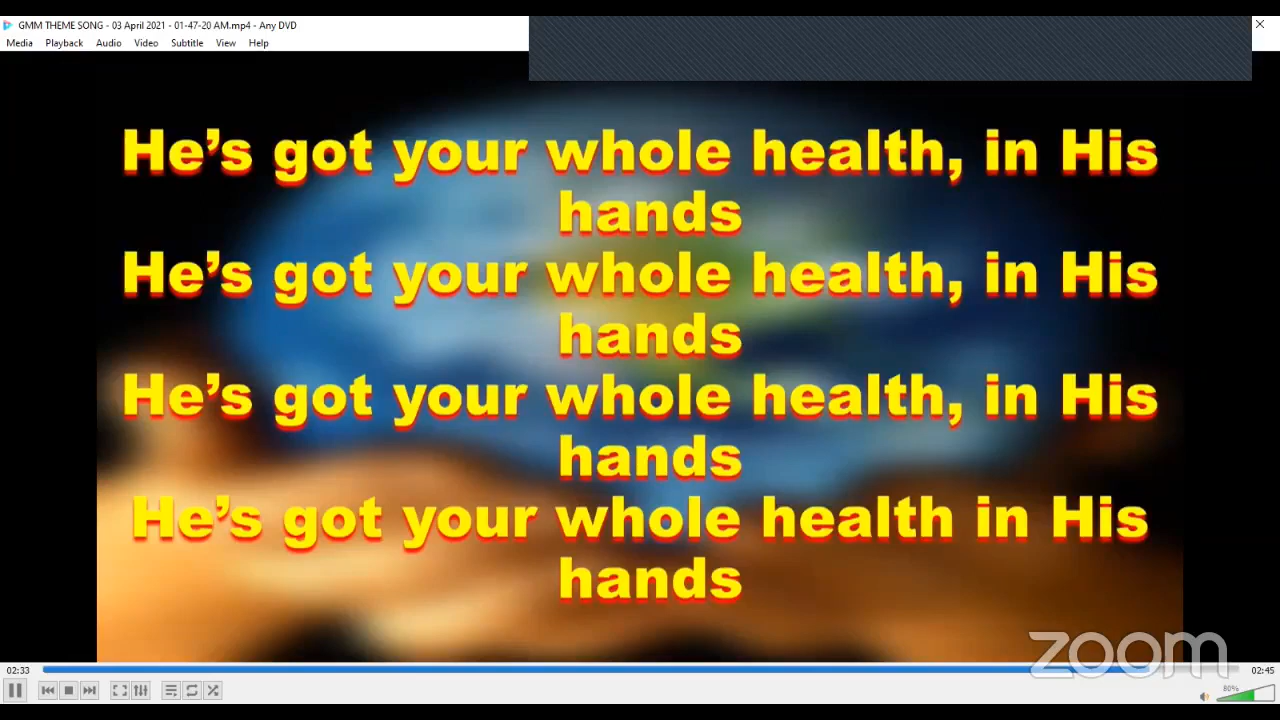 GMM THEME SONG - 03 April 2021 - 01-47-20 AM.mp4 - Any DVD
Media Playback Audio Video Subtitle View Help
He’s got your whole health, in His
hands
He’s got your whole health, in His
hands
He’s got your whole health, in His
hands
He’s got your whole health in His
hands
zoom
02:33 02:45
80%